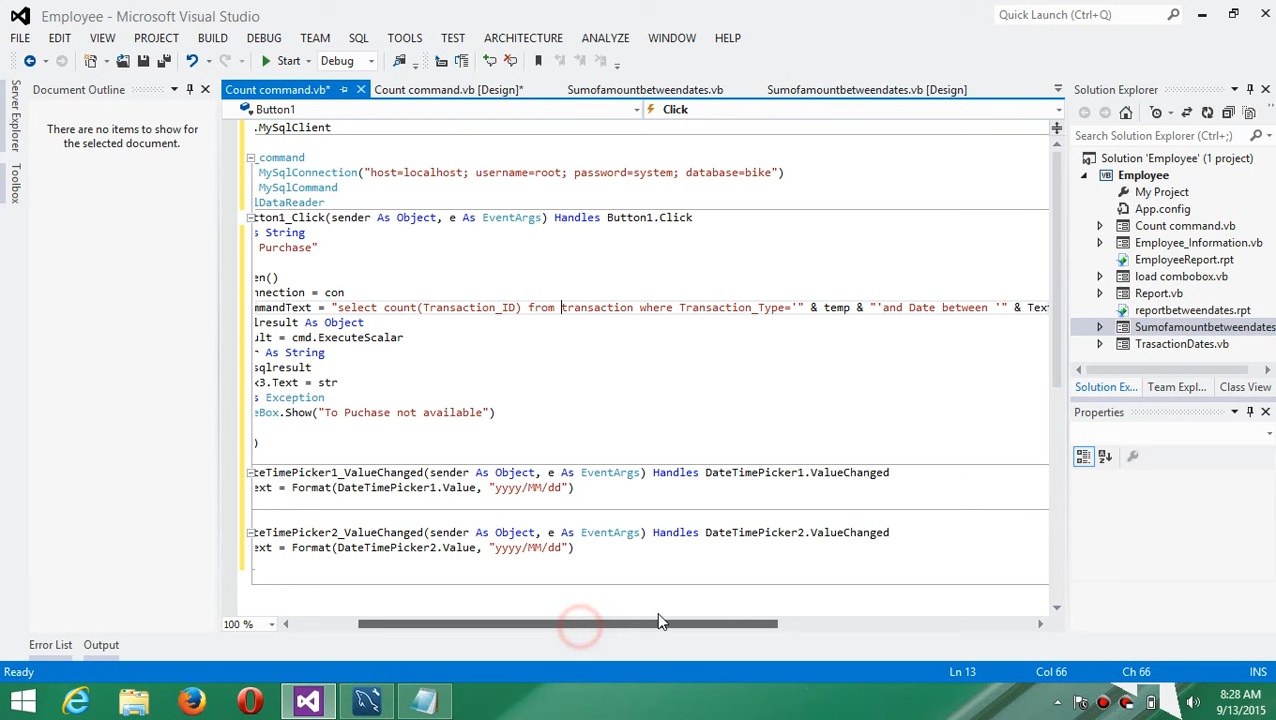 Employee - Microsoft Visual Studio
Quick Launch (Ctrl+Q)
FILE EDIT VIEW PROJECT BUILD DEBUG TEAM SQL TOOLS TEST ARCHITECTURE ANALYZE WINDOW HELP
Start Debug
Server Explorer
Toolbox
Document Outline
There are no items to show for
the selected document.
Count command.vb* Count command.vb [Design]* Sumofamountbetweendates.vb Sumofamountbetweendates.vb [Design]
Button1 Click
.MySqlClient
_command
MySqlConnection("host=localhost; username=root; password=system; database=bike")
MySqlCommand
lDataReader
tton1_Click(sender As Object, e As EventArgs) Handles Button1.Click
s String
Purchase"
en()
nnection = con
mmandText = "select count(Transaction_ID) from transaction where Transaction_Type='" & temp & "'and Date between '" & Text
lresult As Object
ult = cmd.ExecuteScalar
r As String
sqlresult
x3.Text = str
s Exception
eBox.Show("To Puchase not available")
)
teTimePicker1_ValueChanged(sender As Object, e As EventArgs) Handles DateTimePicker1.ValueChanged
ext = Format(DateTimePicker1.Value, "yyyy/MM/dd")
teTimePicker2_ValueChanged(sender As Object, e As EventArgs) Handles DateTimePicker2.ValueChanged
ext = Format(DateTimePicker2.Value, "yyyy/MM/dd")
100 %
Solution Explorer
Search Solution Explorer (Ctrl+;)
Solution 'Employee' (1 project)
Employee
My Project
App.config
Count command.vb
Employee_Information.vb
EmployeeReport.rpt
load combobox.vb
Report.vb
reportbetweendates.rpt
Sumofamountbetweendates
TrasactionDates.vb
Solution Ex... Team Expl... Class View
Properties
Error List Output
Ready Ln 13 Col 66 Ch 66 INS
8:28 AM
9/13/2015